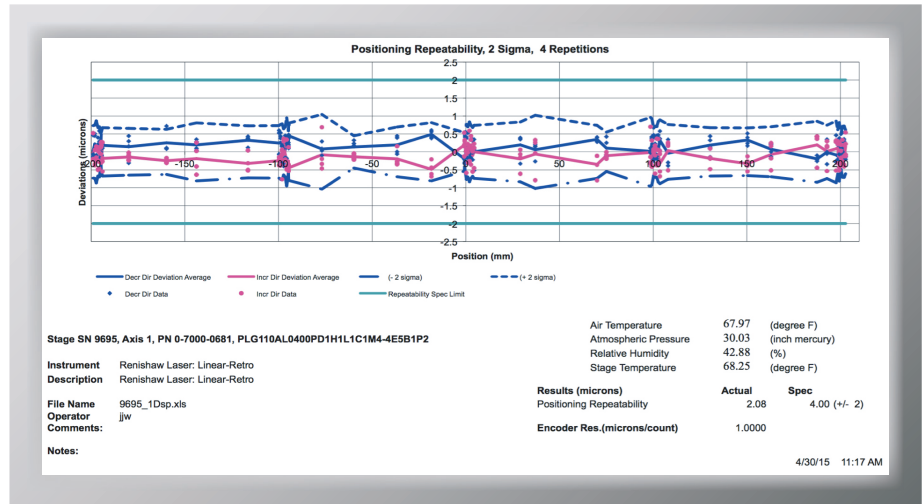 Positioning Repeatability, 2 Sigma, 4 Repetitions
2.5
2
1.5
1
0.5
0
-0.5
-1
-1.5
-2
-2.5
Deviations (microns)
-200 -150 -100 -50 0 50 100 150 200
Position (mm)
Decr Dir Deviation Average Incr Dir Deviation Average (- 2 sigma) (+ 2 sigma)
Decr Dir Data Incr Dir Data Repeatability Spec Limit
Stage SN 9695, Axis 1, PN 0-7000-0681, PLG110AL0400PD1H1L1C1M4-4E5B1P2
Instrument Renishaw Laser: Linear-Retro
Description Renishaw Laser: Linear-Retro
File Name 9695_1Dsp.xls
Operator jjw
Comments:
Notes:
Air Temperature 67.97 (degree F)
Atmospheric Pressure 30.03 (inch mercury)
Relative Humidity 42.88 (%)
Stage Temperature 68.25 (degree F)
Results (microns) Actual Spec
Positioning Repeatability 2.08 4.00 (+/- 2)
Encoder Res.(microns/count) 1.0000
4/30/15 11:17 AM